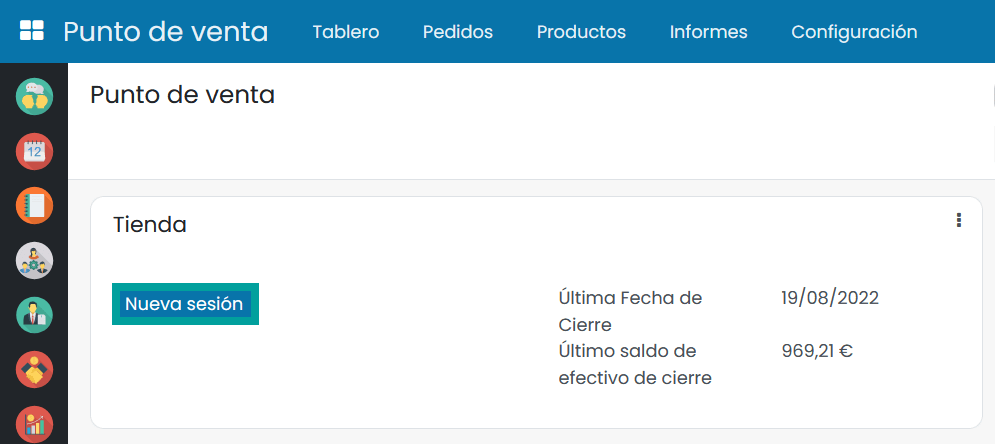 Punto de venta Tablero Pedidos Productos Informes Configuración
Punto de venta
12
Tienda
Nueva sesión
Última Fecha de 19/08/2022
Cierre
Último saldo de 969,21 €
efectivo de cierre